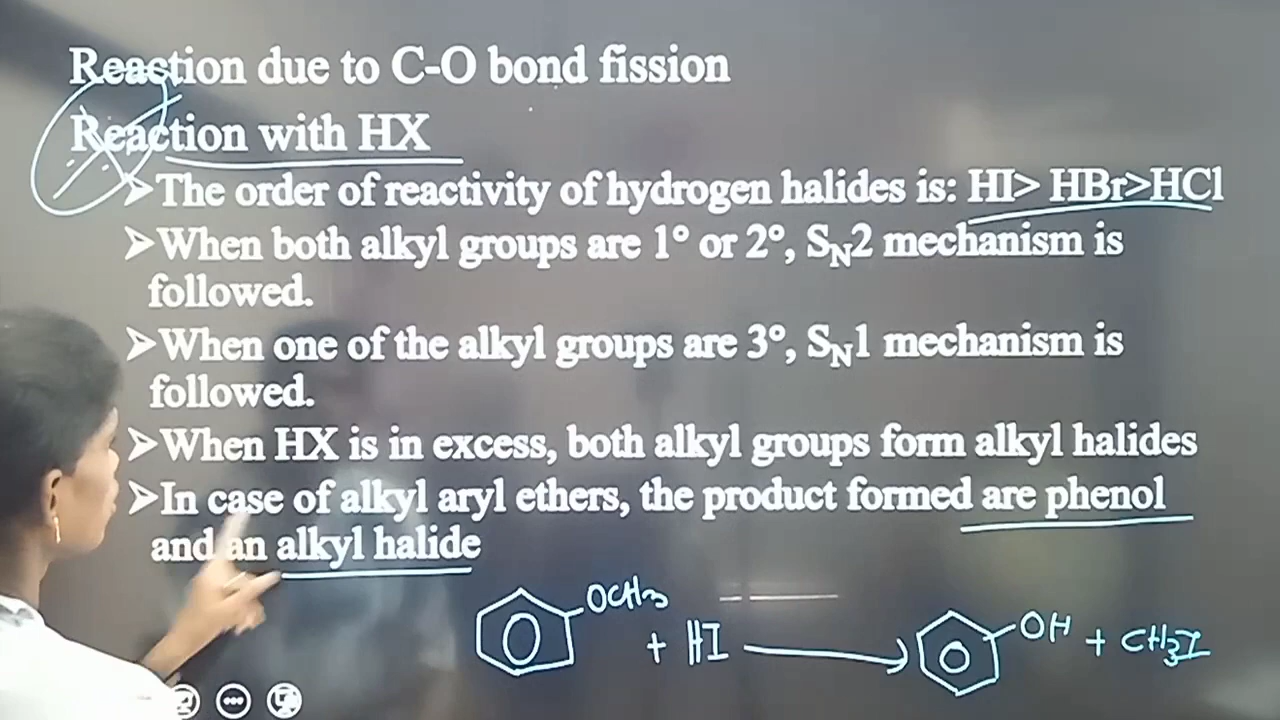 Reaction due to C-O bond fission
Reaction with HX
➤The order of reactivity of hydrogen halides is: HI> HBr>HCl
➤When both alkyl groups are 1° or 2°, S_N2 mechanism is
followed.
➤When one of the alkyl groups are 3°, S_N1 mechanism is
followed.
➤When HX is in excess, both alkyl groups form alkyl halides
➤In case of alkyl aryl ethers, the product formed are phenol
and an alkyl halide
OCH₃ + HI → OH + CH₃I